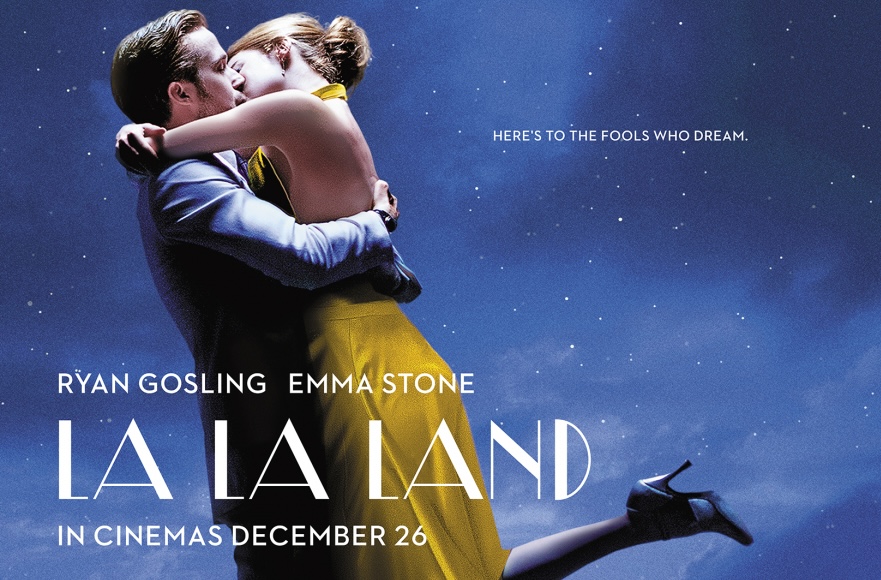 HERE'S TO THE FOOLS WHO DREAM.
RYAN GOSLING EMMA STONE
LA LA LAND
IN CINEMAS DECEMBER 26